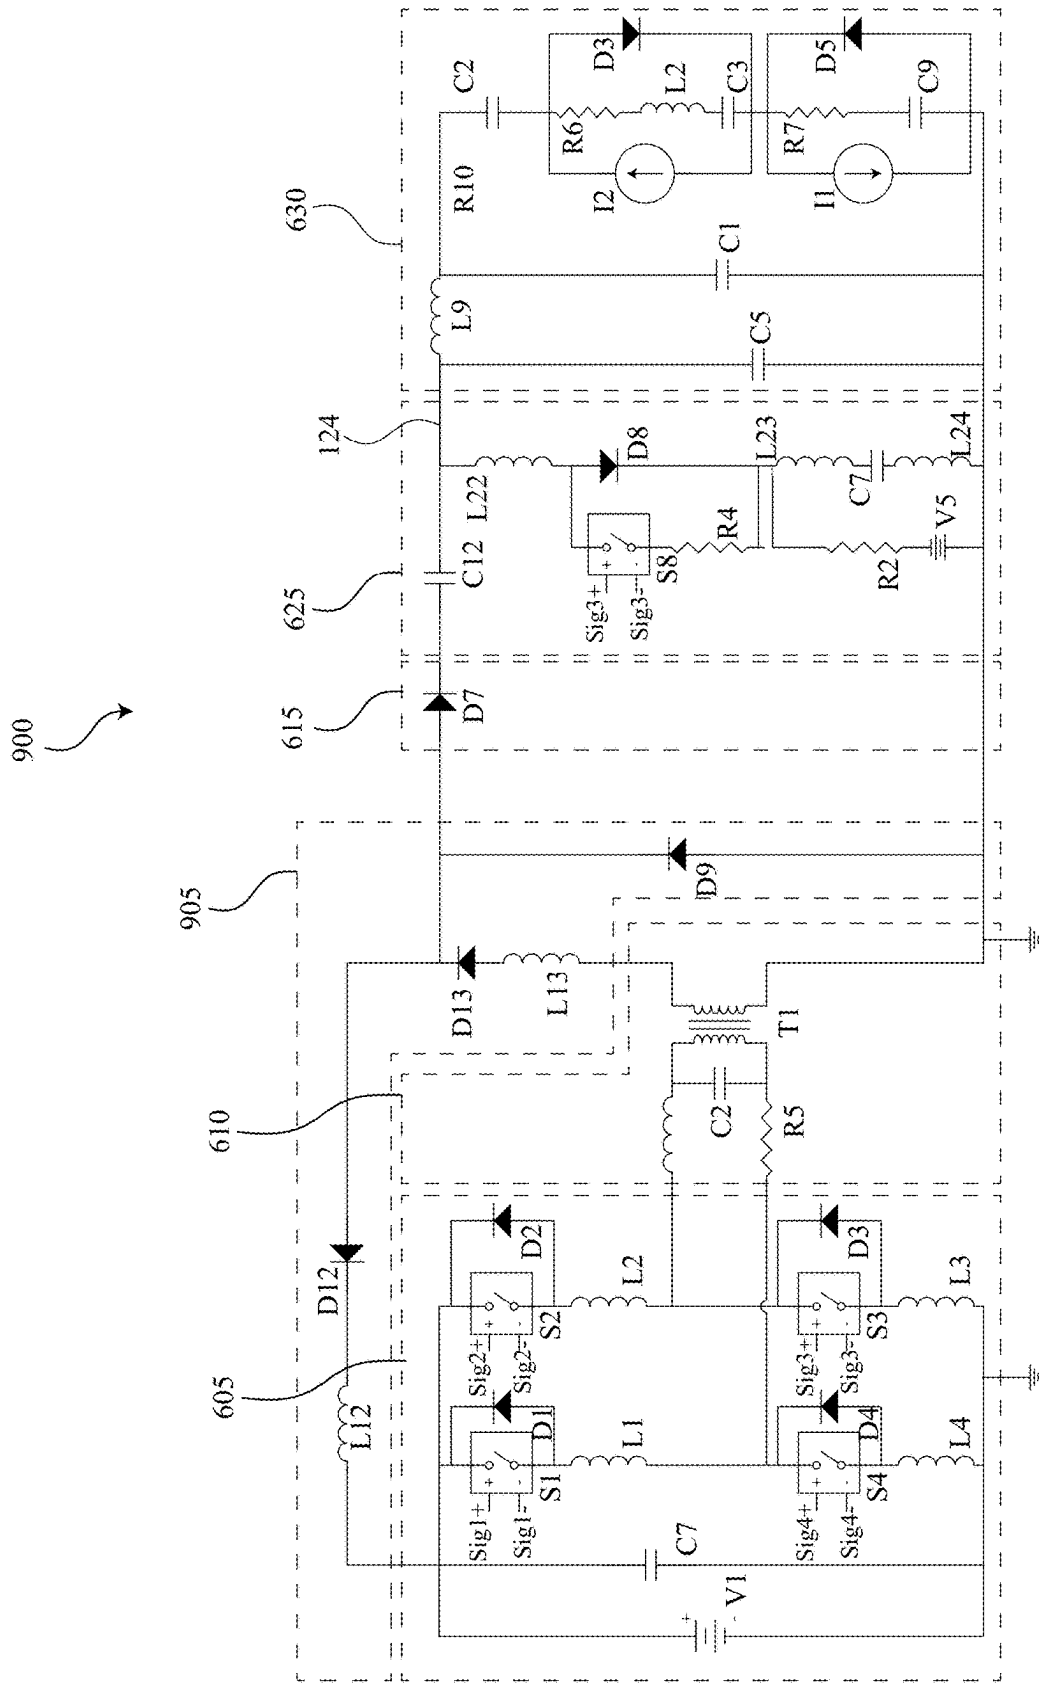 900
905
610
605
615
625
124
630
D12
L12
D13
L13
D9
D7
C12
L22
D8
Sig3+
Sig3-
S8
R4
L23
C7
L24
R2
V5
L9
C5
C1
R10
C2
D3
R6
L2
C3
I2
D5
R7
C9
I1
T1
C2
R5
D2
Sig2+
Sig2-
S2
L2
D1
Sig1+
Sig1-
S1
L1
D3
Sig3+
Sig3-
S3
L3
D4
Sig4+
Sig4-
S4
L4
C7
V1
+
-